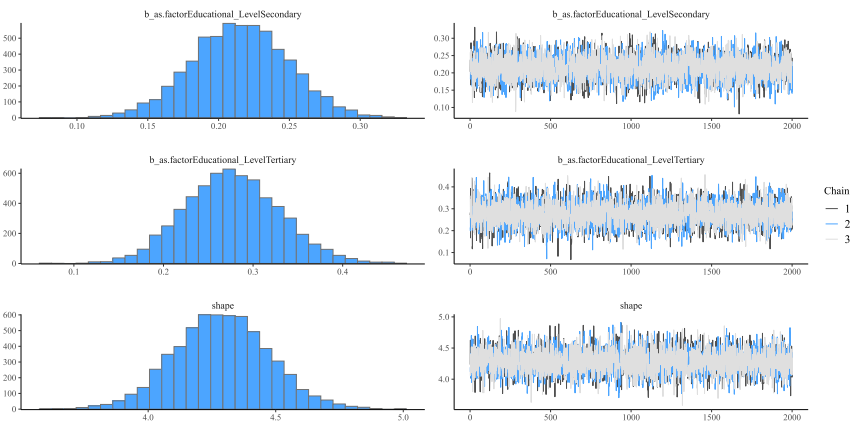 b_as.factorEducational_LevelSecondary
500
400
300
200
100
0
0.10 0.15 0.20 0.25 0.30
b_as.factorEducational_LevelSecondary
0.30
0.25
0.20
0.15
0.10
0 500 1000 1500 2000
b_as.factorEducational_LevelTertiary
600
400
200
0
0.1 0.2 0.3 0.4
b_as.factorEducational_LevelTertiary
0.4
0.3
0.2
0.1
0 500 1000 1500 2000
shape
600
500
400
300
200
100
0
4.0 4.5 5.0
shape
5.0
4.5
4.0
0 500 1000 1500 2000
Chain
1
2
3